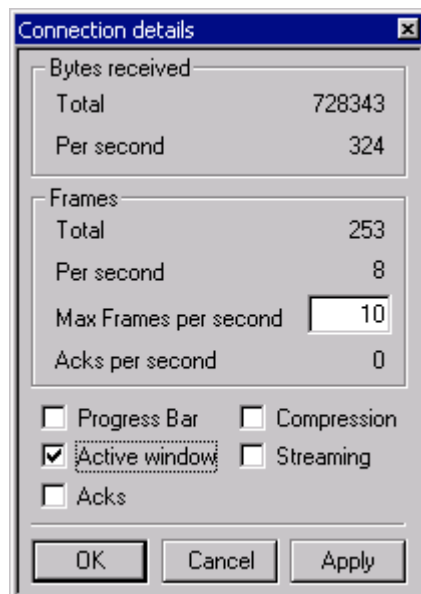 Connection details
Bytes received
Total 728343
Per second 324
Frames
Total 253
Per second 8
Max Frames per second 10
Acks per second 0
Progress Bar Compression
Active window Streaming
Acks
OK Cancel Apply